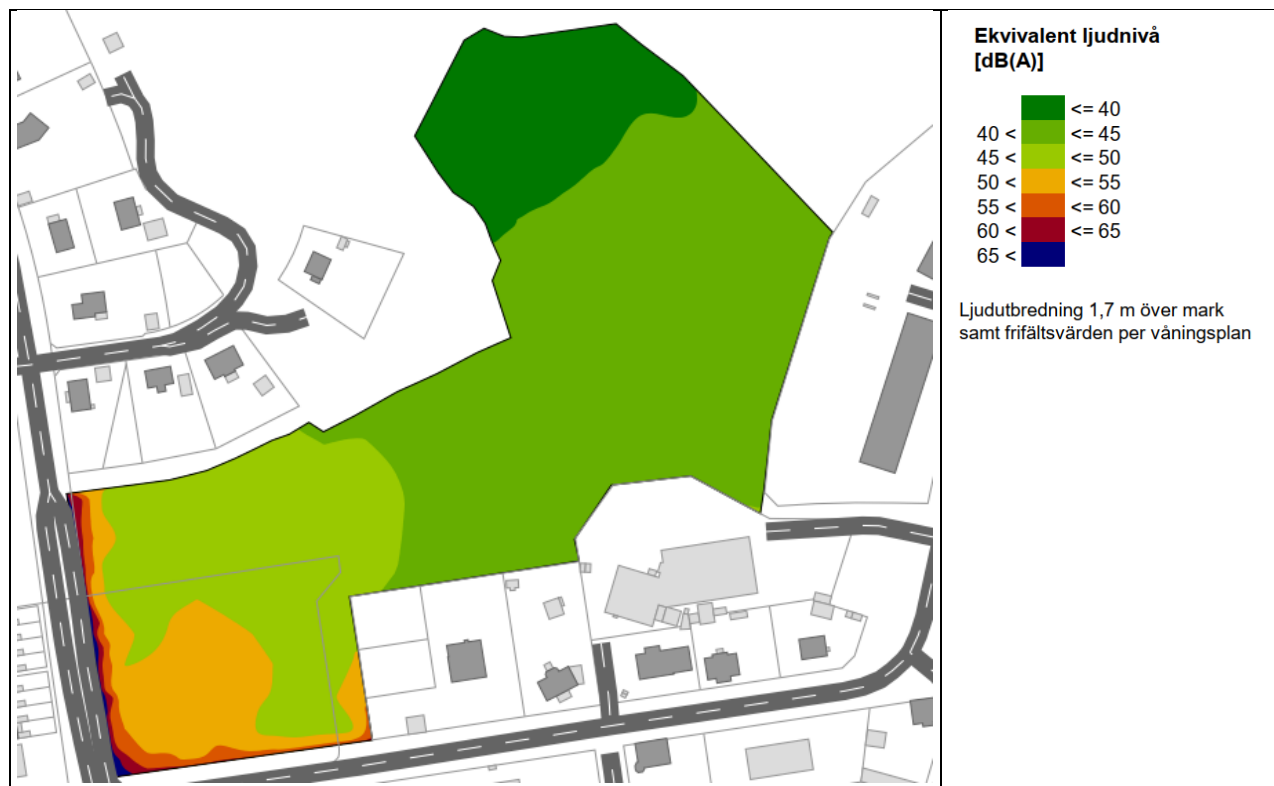 Ekvivalent ljudnivå
[dB(A)]
<= 40
40 < <= 45
45 < <= 50
50 < <= 55
55 < <= 60
60 < <= 65
65 <
Ljudutbredning 1,7 m över mark
samt frifältsvärden per våningsplan